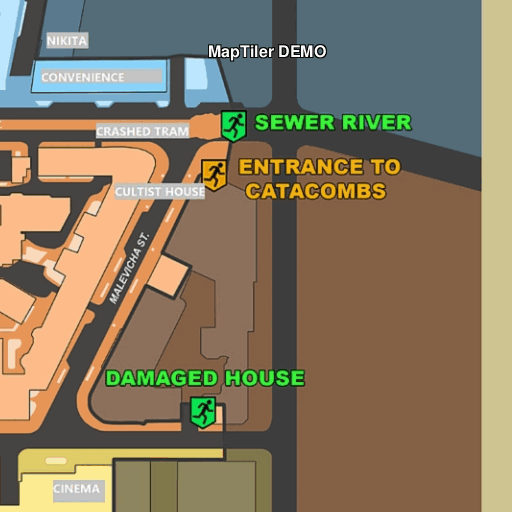 NIKITA
MapTiler DEMO
CONVENIENCE
SEWER RIVER
CRASHED TRAM
ENTRANCE TO
CATACOMBS
CULTIST HOUSE
MALEVICHA ST.
DAMAGED HOUSE
CINEMA